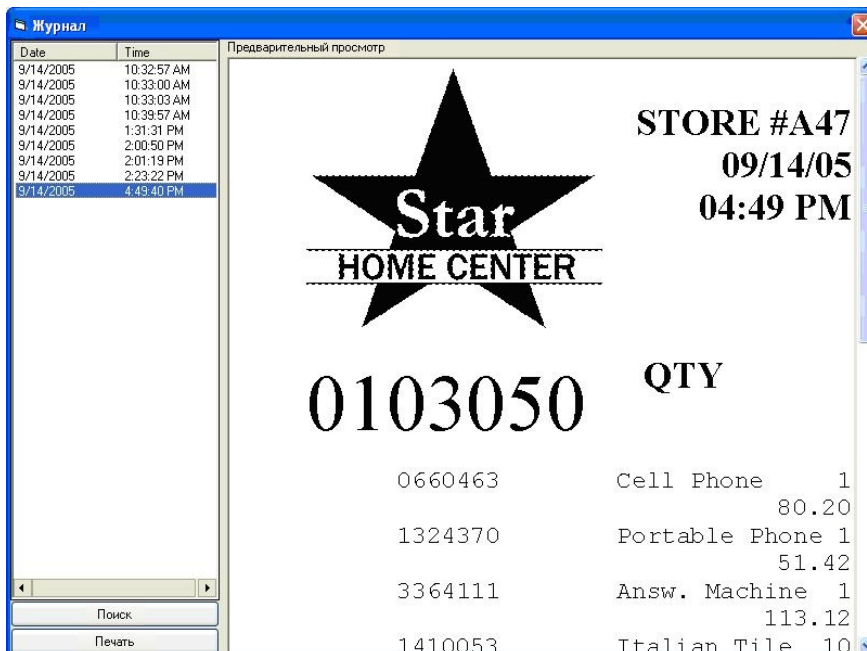 Журнал
Date Time
9/14/2005 10:32:57 AM
9/14/2005 10:33:00 AM
9/14/2005 10:33:03 AM
9/14/2005 10:39:57 AM
9/14/2005 1:31:31 PM
9/14/2005 2:00:50 PM
9/14/2005 2:01:19 PM
9/14/2005 2:23:22 PM
9/14/2005 4:49:40 PM
Поиск
Печать
Предварительный просмотр
Star
HOME CENTER
STORE #A47
09/14/05
04:49 PM
0103050 QTY
0660463 Cell Phone 1
80.20
1324370 Portable Phone 1
51.42
3364111 Answ. Machine 1
113.12
1410053 Italian Tile 10